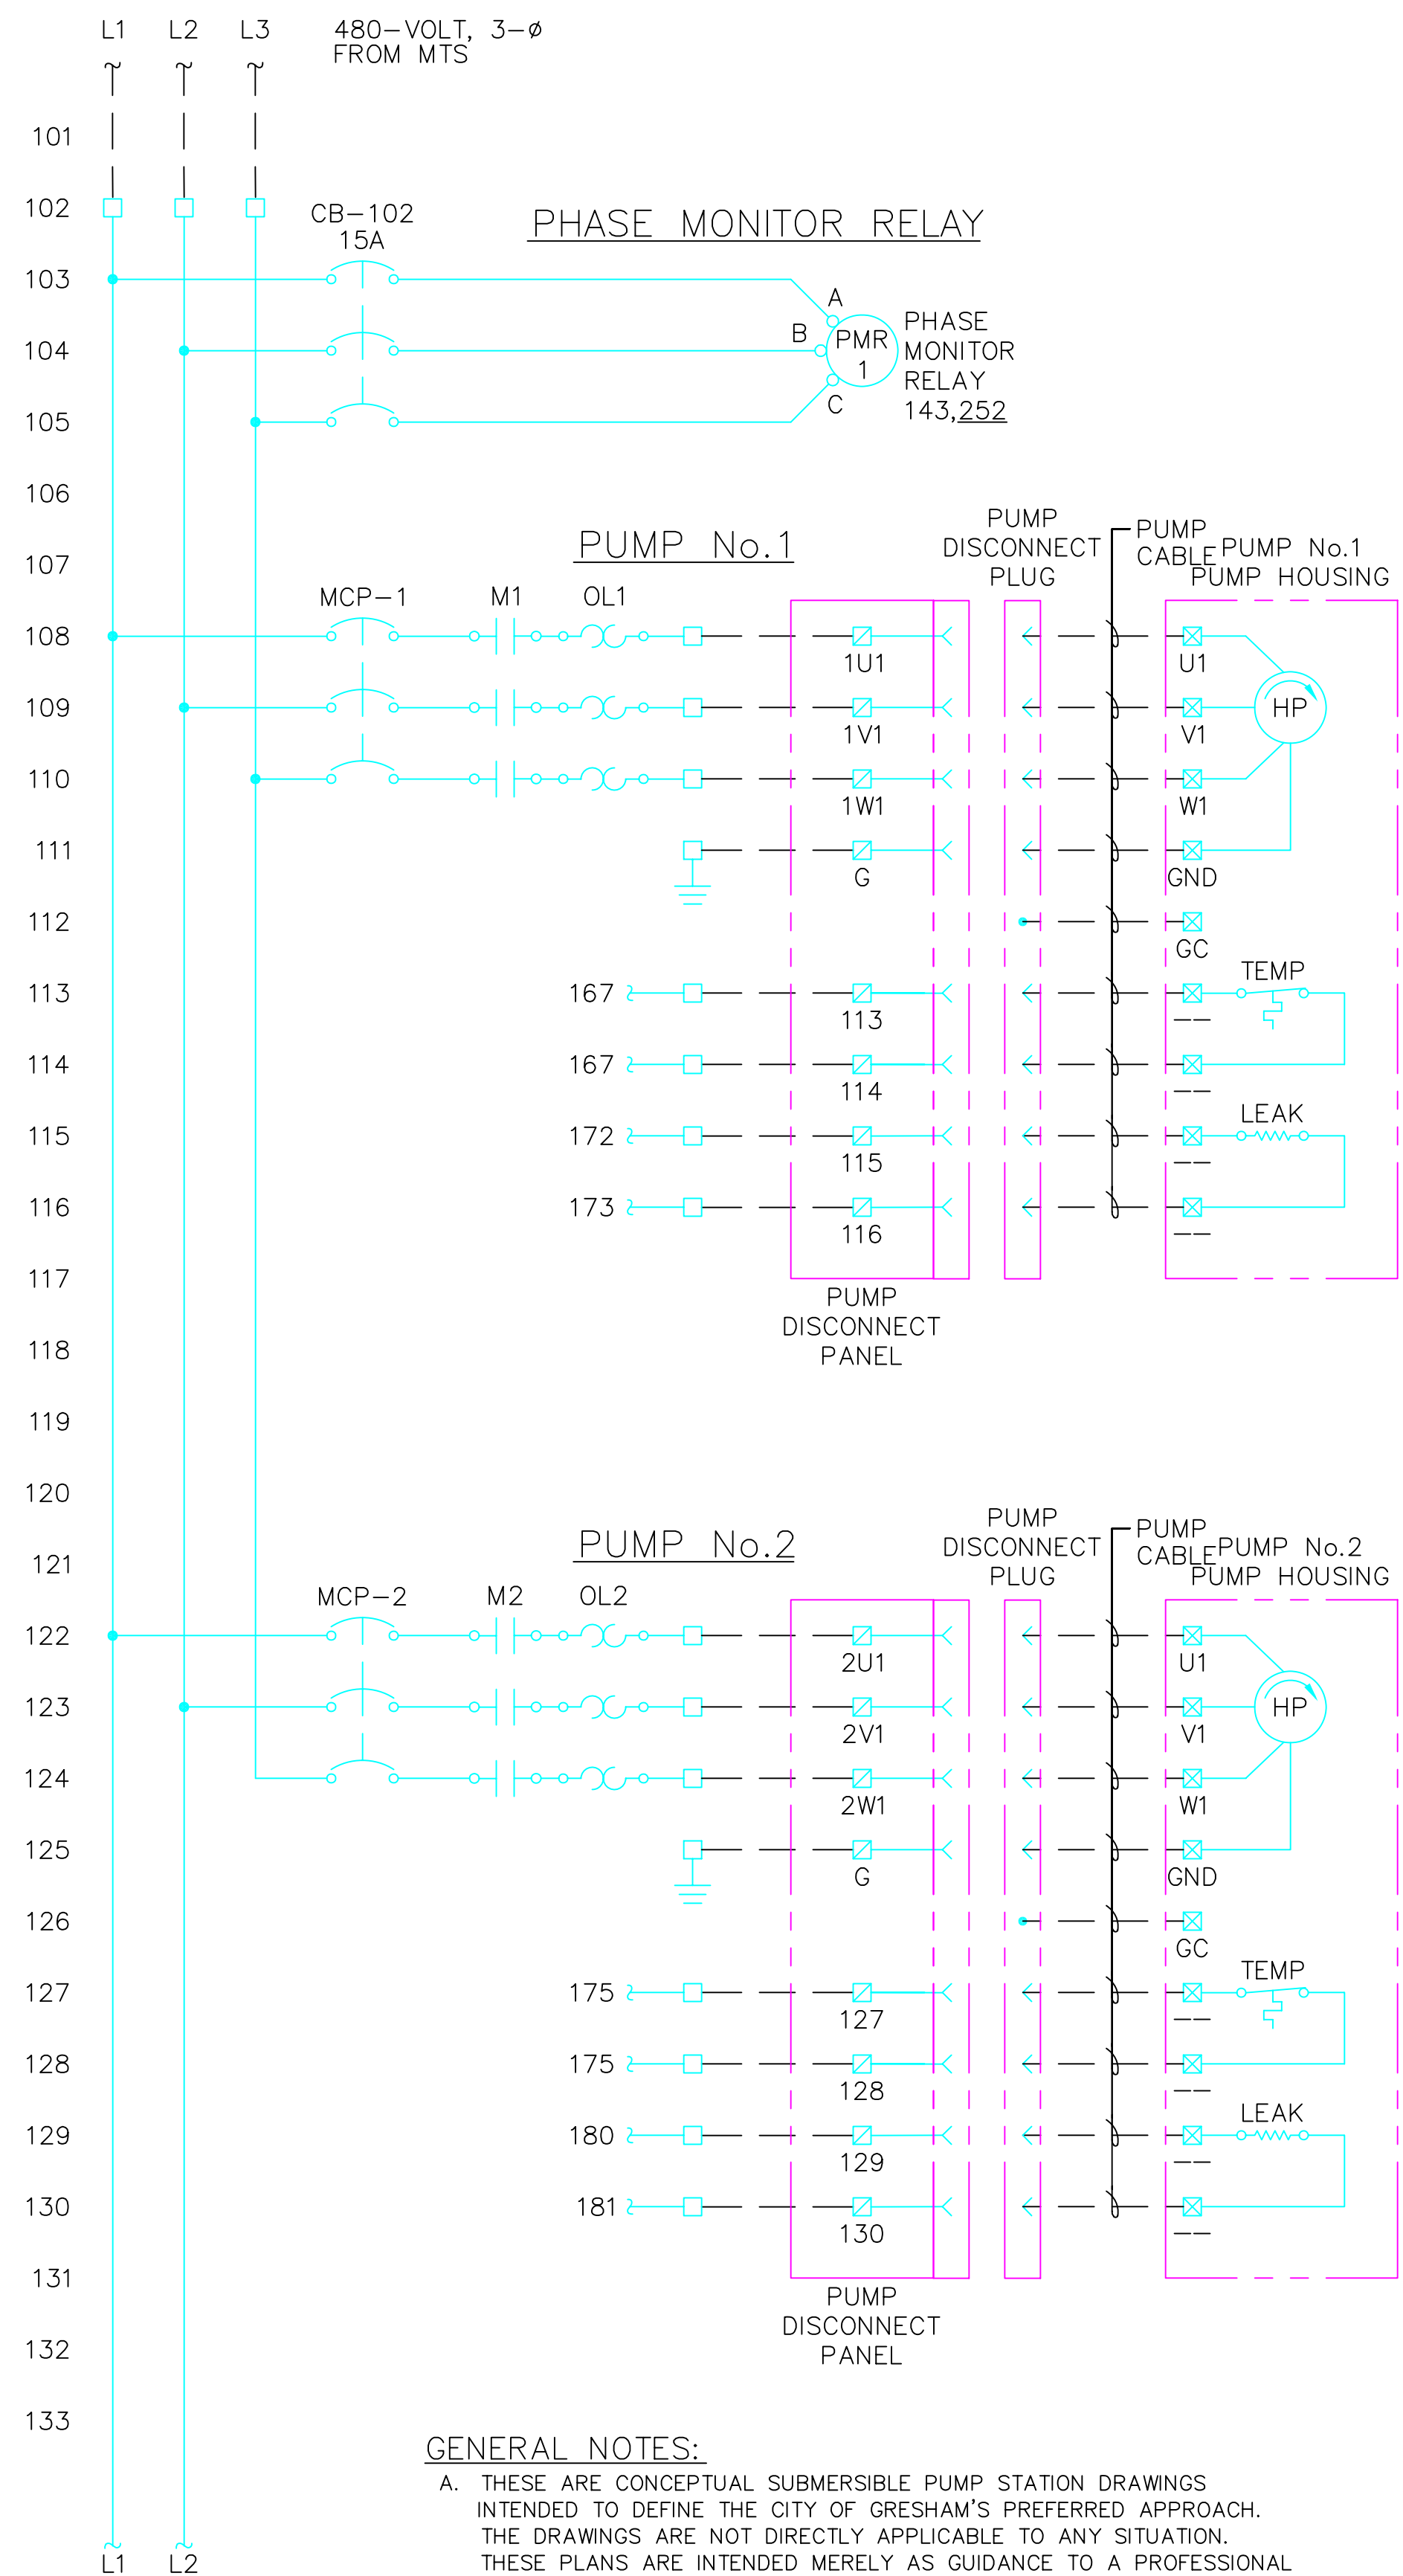 L1 L2 L3 480-VOLT, 3-ø
FROM MTS
101
102
CB-102
15A
PHASE MONITOR RELAY
103
A
104
B
PMR
1
PHASE
MONITOR
RELAY
143,252
C
105
106
107
PUMP No.1
PUMP
DISCONNECT
PLUG
PUMP
CABLE
PUMP No.1
PUMP HOUSING
MCP-1 M1 OL1
108
1U1 U1
109
HP
1V1 V1
110
1W1 W1
111
G GND
112
GC
TEMP
113 167
113 --
114 167
114 --
LEAK
115 172
115 --
116 173
116 --
117
PUMP
DISCONNECT
PANEL
118
119
120
121
PUMP No.2
PUMP
DISCONNECT
PLUG
PUMP
CABLE
PUMP No.2
PUMP HOUSING
MCP-2 M2 OL2
122
2U1 U1
123
HP
2V1 V1
124
2W1 W1
125
G GND
126
GC
TEMP
127 175
127 --
128 175
128 --
LEAK
129 180
129 --
130 181
130 --
131
PUMP
DISCONNECT
PANEL
132
133
GENERAL NOTES:
A. THESE ARE CONCEPTUAL SUBMERSIBLE PUMP STATION DRAWINGS
INTENDED TO DEFINE THE CITY OF GRESHAM'S PREFERRED APPROACH.
THE DRAWINGS ARE NOT DIRECTLY APPLICABLE TO ANY SITUATION.
THESE PLANS ARE INTENDED MERELY AS GUIDANCE TO A PROFESSIONAL
L1 L2